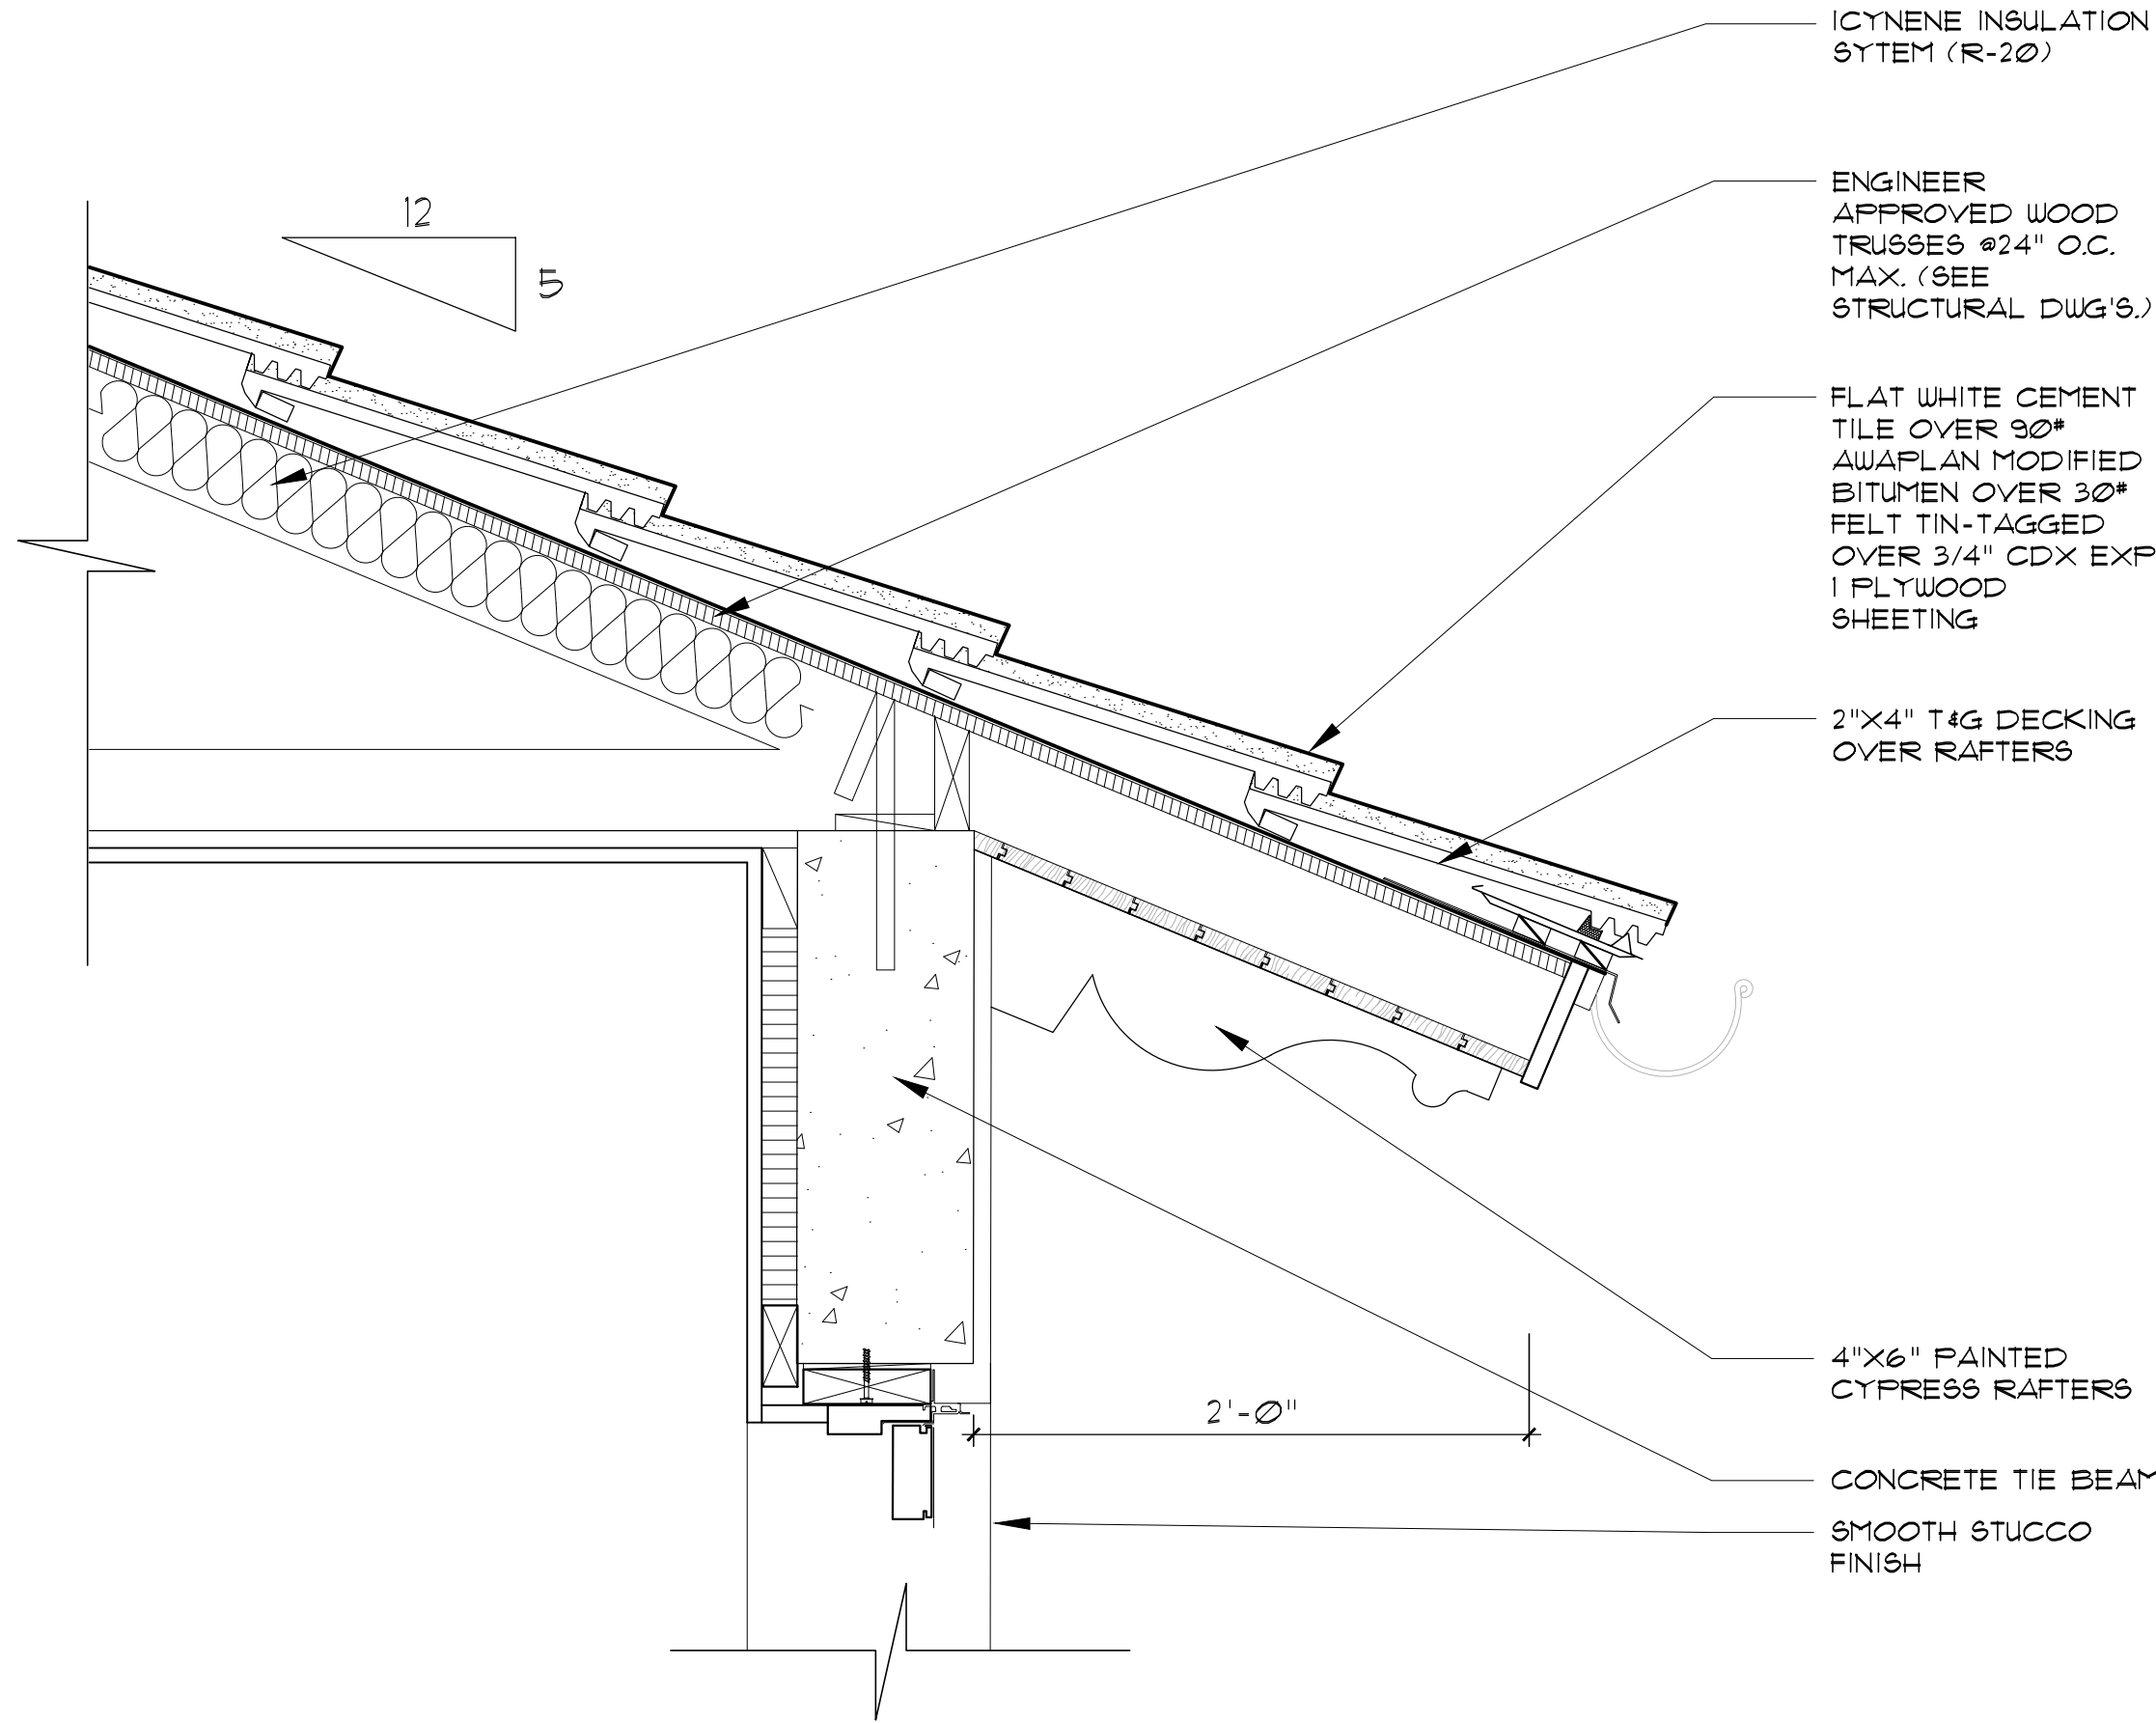 ICYNENE INSULATION
SYTEM (R-20)
12
5
ENGINEER
APPROVED WOOD
TRUSSES @24" O.C.
MAX. (SEE
STRUCTURAL DWG'S.)
FLAT WHITE CEMENT
TILE OVER 90#
AWAPLAN MODIFIED
BITUMEN OVER 30#
FELT TIN-TAGGED
OVER 3/4" CDX EXP
1 PLYWOOD
SHEETING
2"X4" T&G DECKING
OVER RAFTERS
4"X6" PAINTED
CYPRESS RAFTERS
2'-0"
CONCRETE TIE BEAM
SMOOTH STUCCO
FINISH